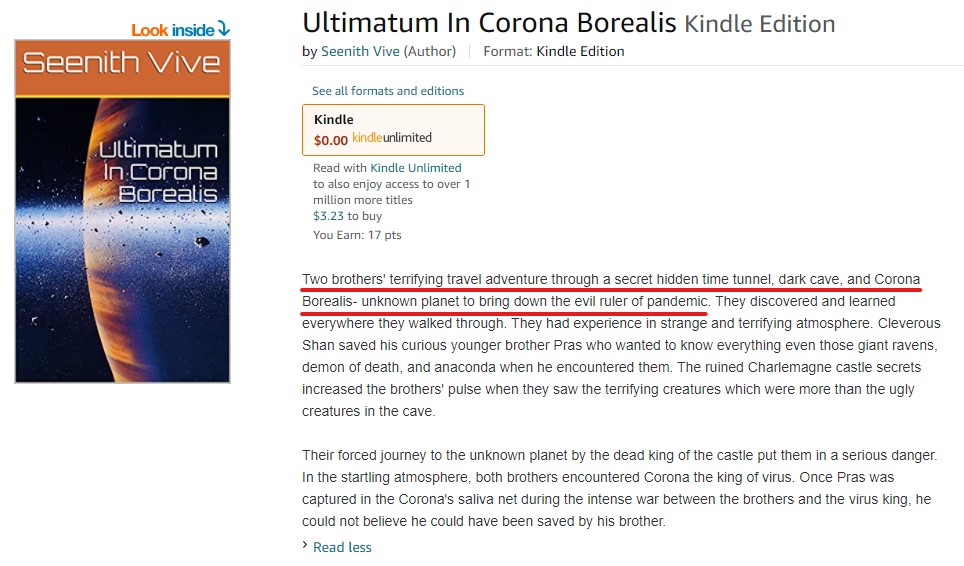 Look inside
Seenith Vive
Ultimatum
In Corona
Borealis
Ultimatum In Corona Borealis Kindle Edition
by Seenith Vive (Author) Format: Kindle Edition
See all formats and editions
Kindle
$0.00 kindleunlimited
Read with Kindle Unlimited
to also enjoy access to over 1
million more titles
$3.23 to buy
You Earn: 17 pts
Two brothers' terrifying travel adventure through a secret hidden time tunnel, dark cave, and Corona
Borealis- unknown planet to bring down the evil ruler of pandemic. They discovered and learned
everywhere they walked through. They had experience in strange and terrifying atmosphere. Cleverous
Shan saved his curious younger brother Pras who wanted to know everything even those giant ravens,
demon of death, and anaconda when he encountered them. The ruined Charlemagne castle secrets
increased the brothers' pulse when they saw the terrifying creatures which were more than the ugly
creatures in the cave.
Their forced journey to the unknown planet by the dead king of the castle put them in a serious danger.
In the startling atmosphere, both brothers encountered Corona the king of virus. Once Pras was
captured in the Corona's saliva net during the intense war between the brothers and the virus king, he
could not believe he could have been saved by his brother.
Read less